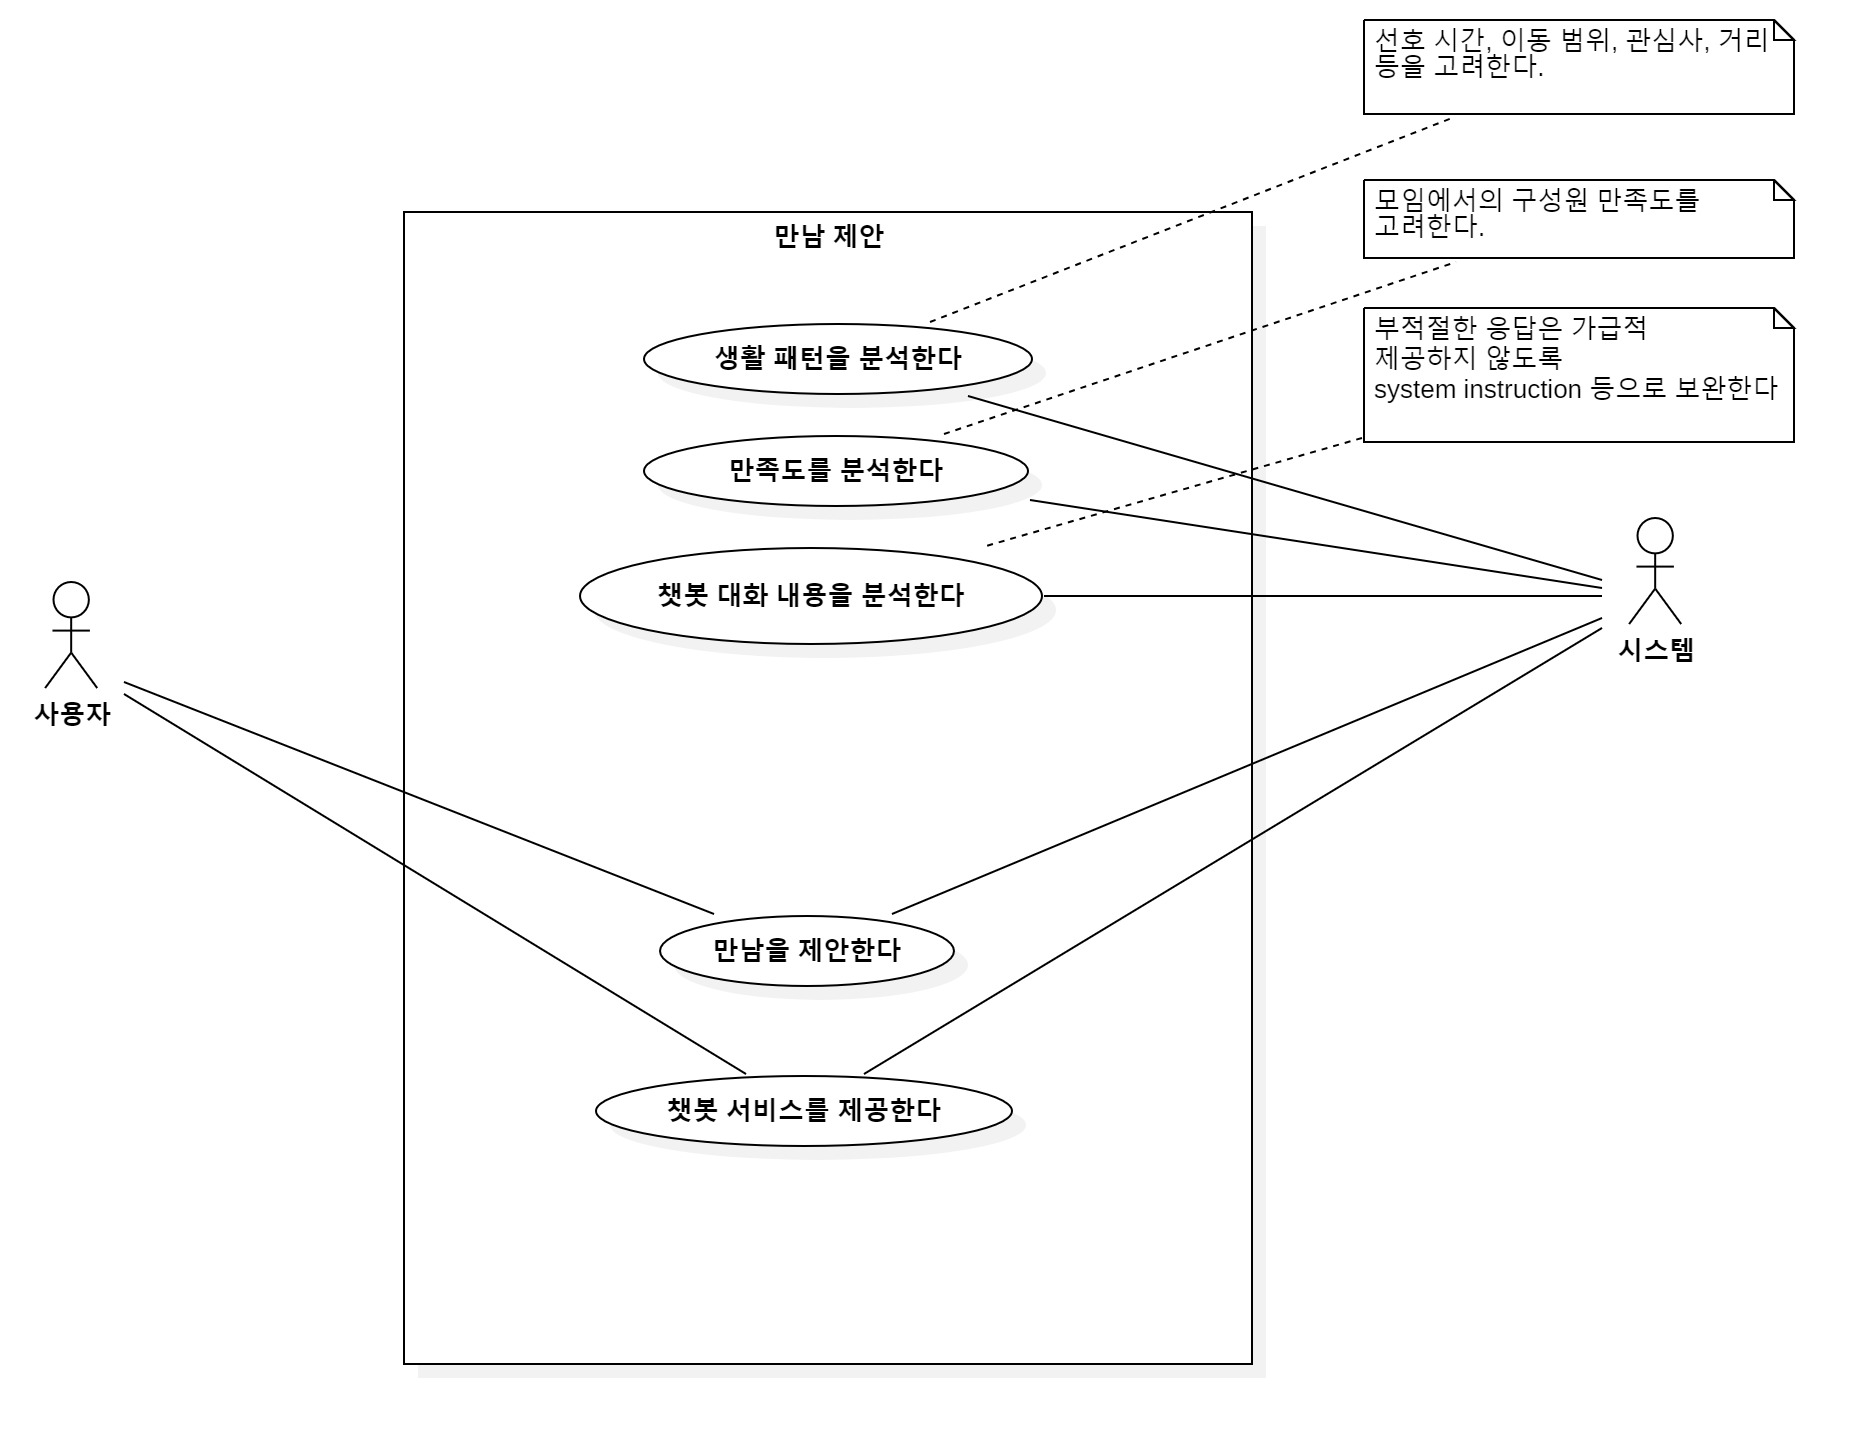 선호 시간, 이동 범위, 관심사, 거리
등을 고려한다.
모임에서의 구성원 만족도를
고려한다.
부적절한 응답은 가급적
제공하지 않도록
system instruction 등으로 보완한다
만남 제안
생활 패턴을 분석한다
만족도를 분석한다
챗봇 대화 내용을 분석한다
시스템
사용자
만남을 제안한다
챗봇 서비스를 제공한다